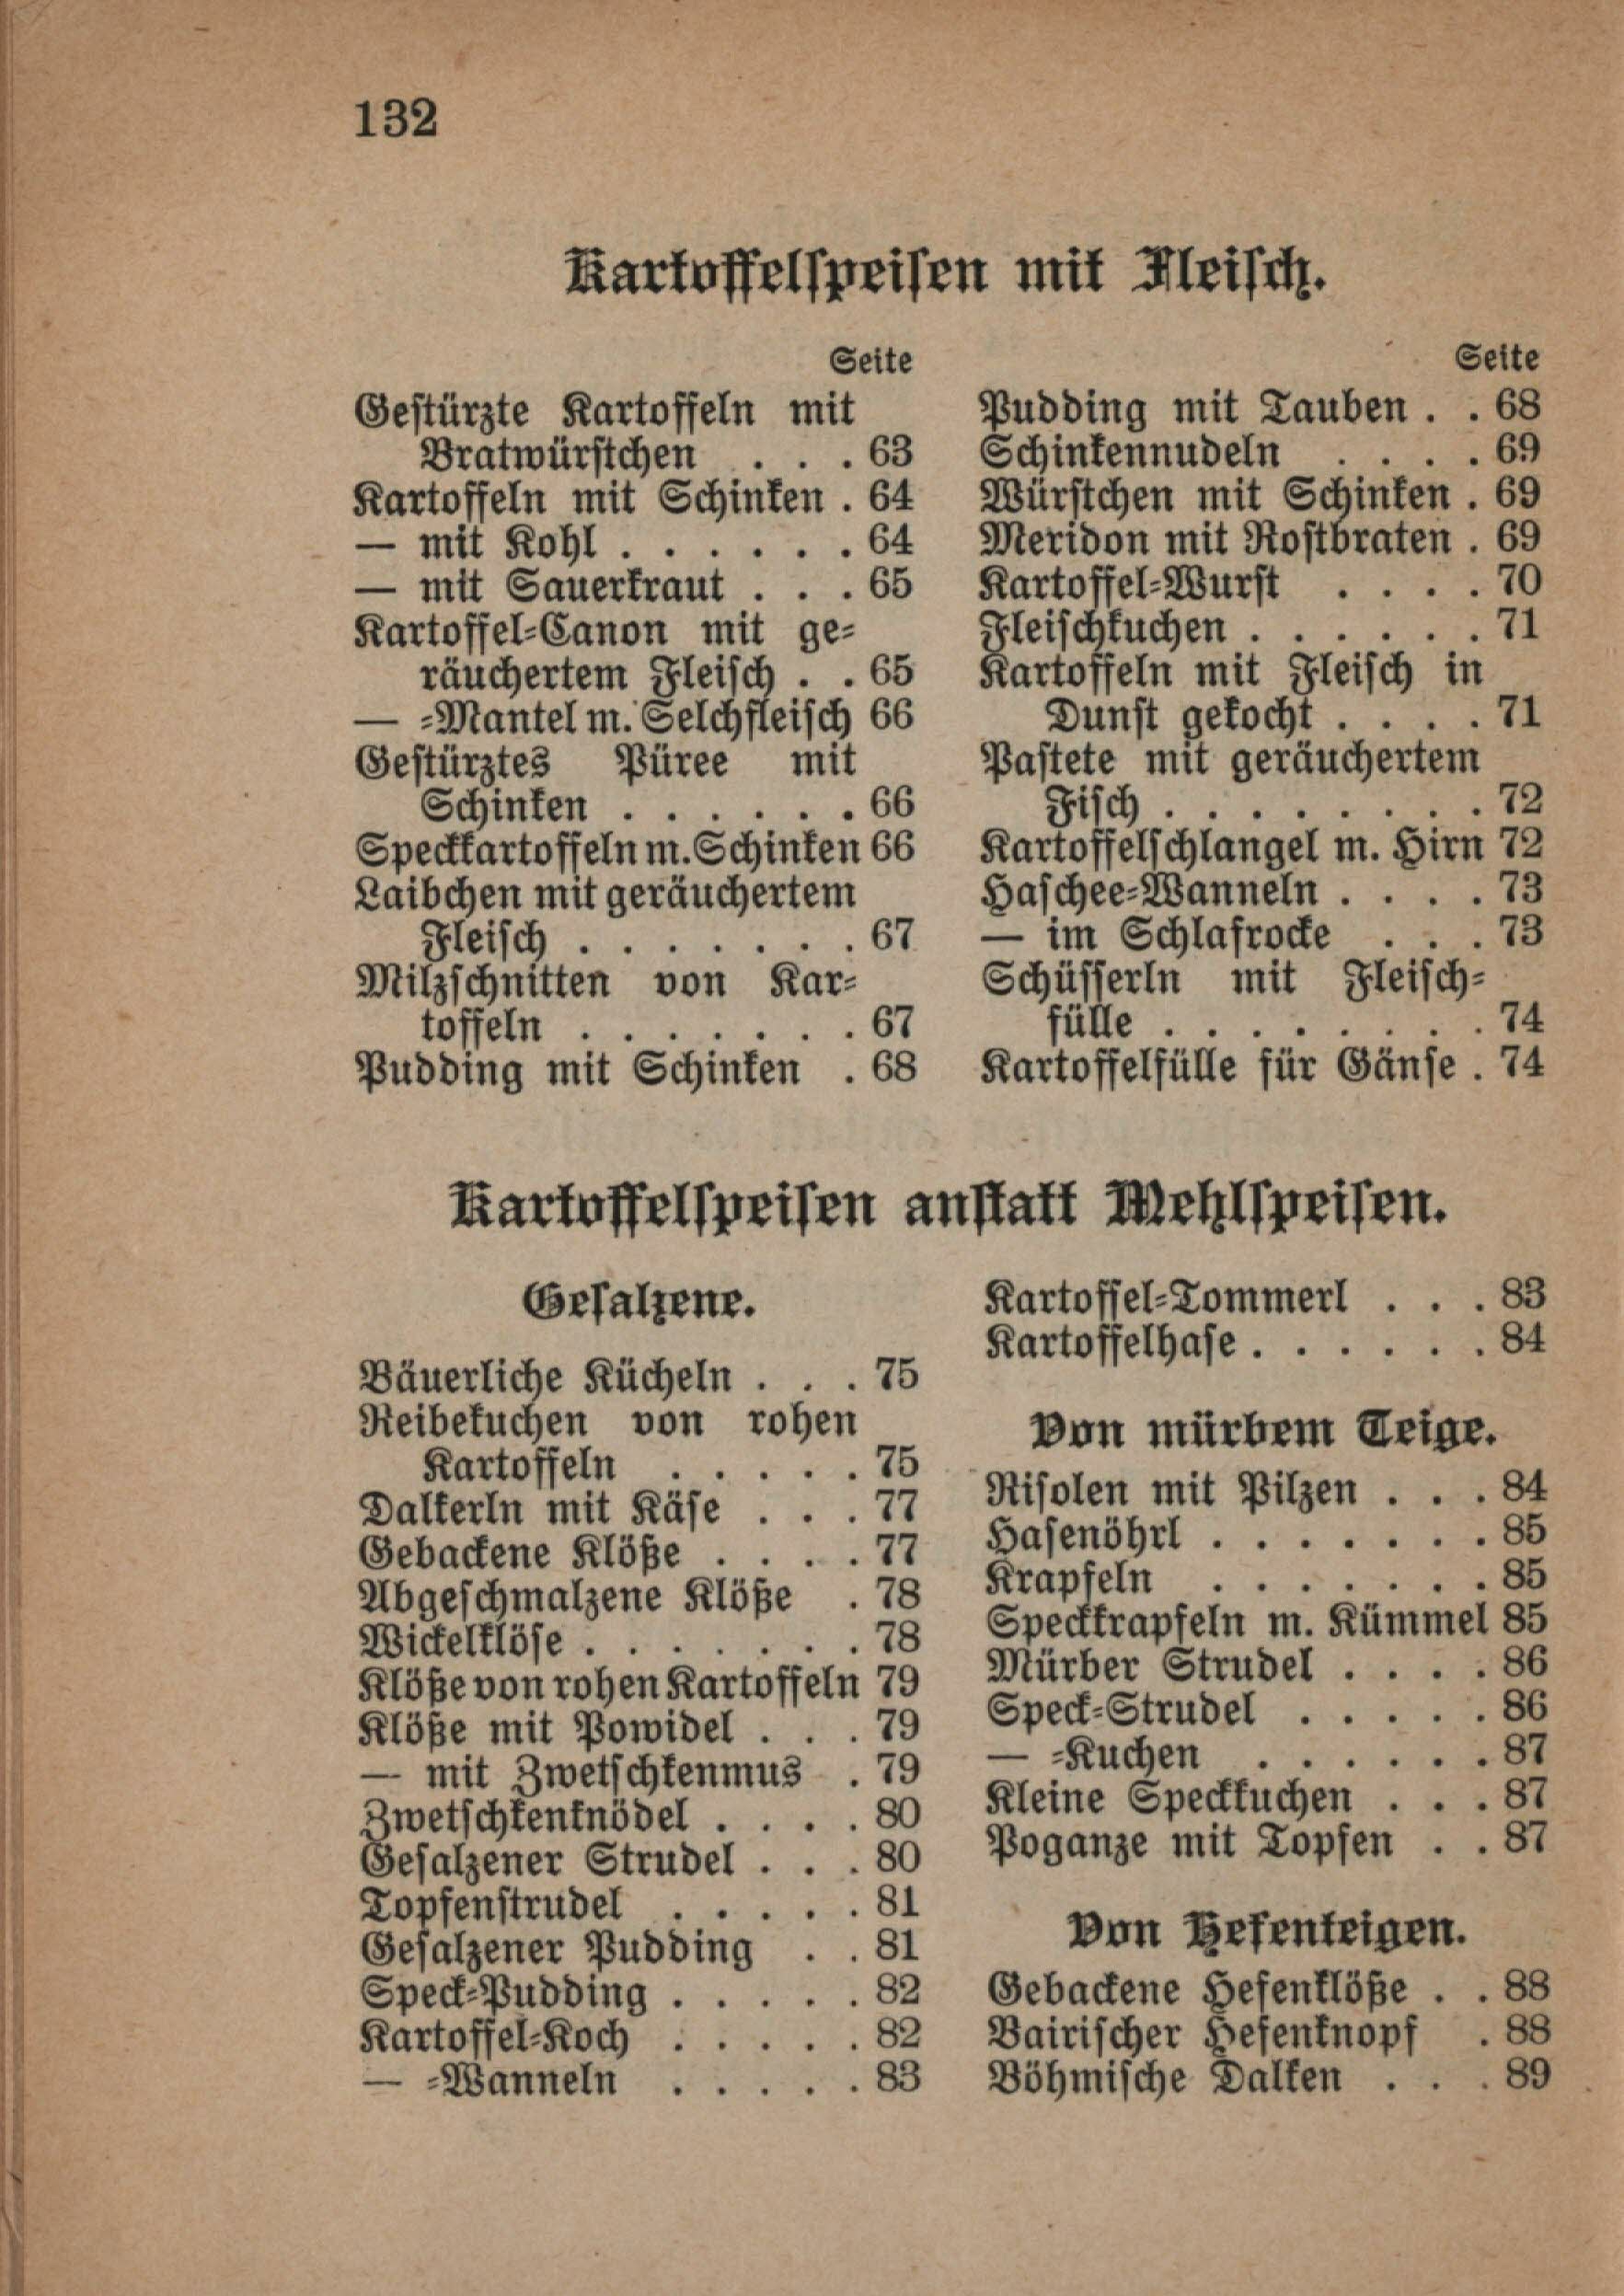 132
Kartoffelspeisen mit Fleisch.
Seite
Gestürzte Kartoffeln mit
Bratwürstchen . . . 63
Kartoffeln mit Schinken . 64
— mit Kohl . . . . . . 64
— mit Sauerkraut . . . 65
Kartoffel-Canon mit ge-
räuchertem Fleisch . . 65
— -Mantel m. Selchfleisch 66
Gestürztes Püree mit
Schinken . . . . . . 66
Speckkartoffeln m. Schinken 66
Laibchen mit geräuchertem
Fleisch . . . . . . . 67
Milzschnitten von Kar-
toffeln . . . . . . . 67
Pudding mit Schinken . 68
Seite
Pudding mit Tauben . . 68
Schinkennudeln . . . . 69
Würstchen mit Schinken . 69
Meridon mit Rostbraten . 69
Kartoffel-Wurst . . . . 70
Fleischkuchen . . . . . . 71
Kartoffeln mit Fleisch in
Dunst gekocht . . . . 71
Pastete mit geräuchertem
Fisch . . . . . . . . 72
Kartoffelschlangel m. Hirn 72
Haschee-Wanneln . . . . 73
— im Schlafrocke . . . 73
Schüsserln mit Fleisch-
fülle . . . . . . . . 74
Kartoffelfülle für Gänse . 74
Kartoffelspeisen anstatt Mehlspeisen.
Gesalzene.
Bäuerliche Kücheln . . . 75
Reibekuchen von rohen
Kartoffeln . . . . . 75
Dalkerln mit Käse . . . 77
Gebackene Klöße . . . . 77
Abgeschmalzene Klöße . 78
Wickelklöse . . . . . . . 78
Klöße von rohen Kartoffeln 79
Klöße mit Powidel . . . 79
— mit Zwetschkenmus . 79
Zwetschkenknödel . . . . 80
Gesalzener Strudel . . . 80
Topfenstrudel . . . . . 81
Gesalzener Pudding . . 81
Speck-Pudding . . . . . 82
Kartoffel-Koch . . . . . 82
— -Wanneln . . . . . 83
Kartoffel-Tommerl . . . 83
Kartoffelhase . . . . . . 84
Von mürbem Teige.
Risolen mit Pilzen . . . 84
Hasenöhrl . . . . . . . 85
Krapfeln . . . . . . . 85
Speckkrapfeln m. Kümmel 85
Mürber Strudel . . . . 86
Speck-Strudel . . . . . 86
— -Kuchen . . . . . . 87
Kleine Speckkuchen . . . 87
Poganze mit Topfen . . 87
Von Hefenteigen.
Gebackene Hefenklöße . . 88
Bairischer Hefenknopf . 88
Böhmische Dalken . . . 89